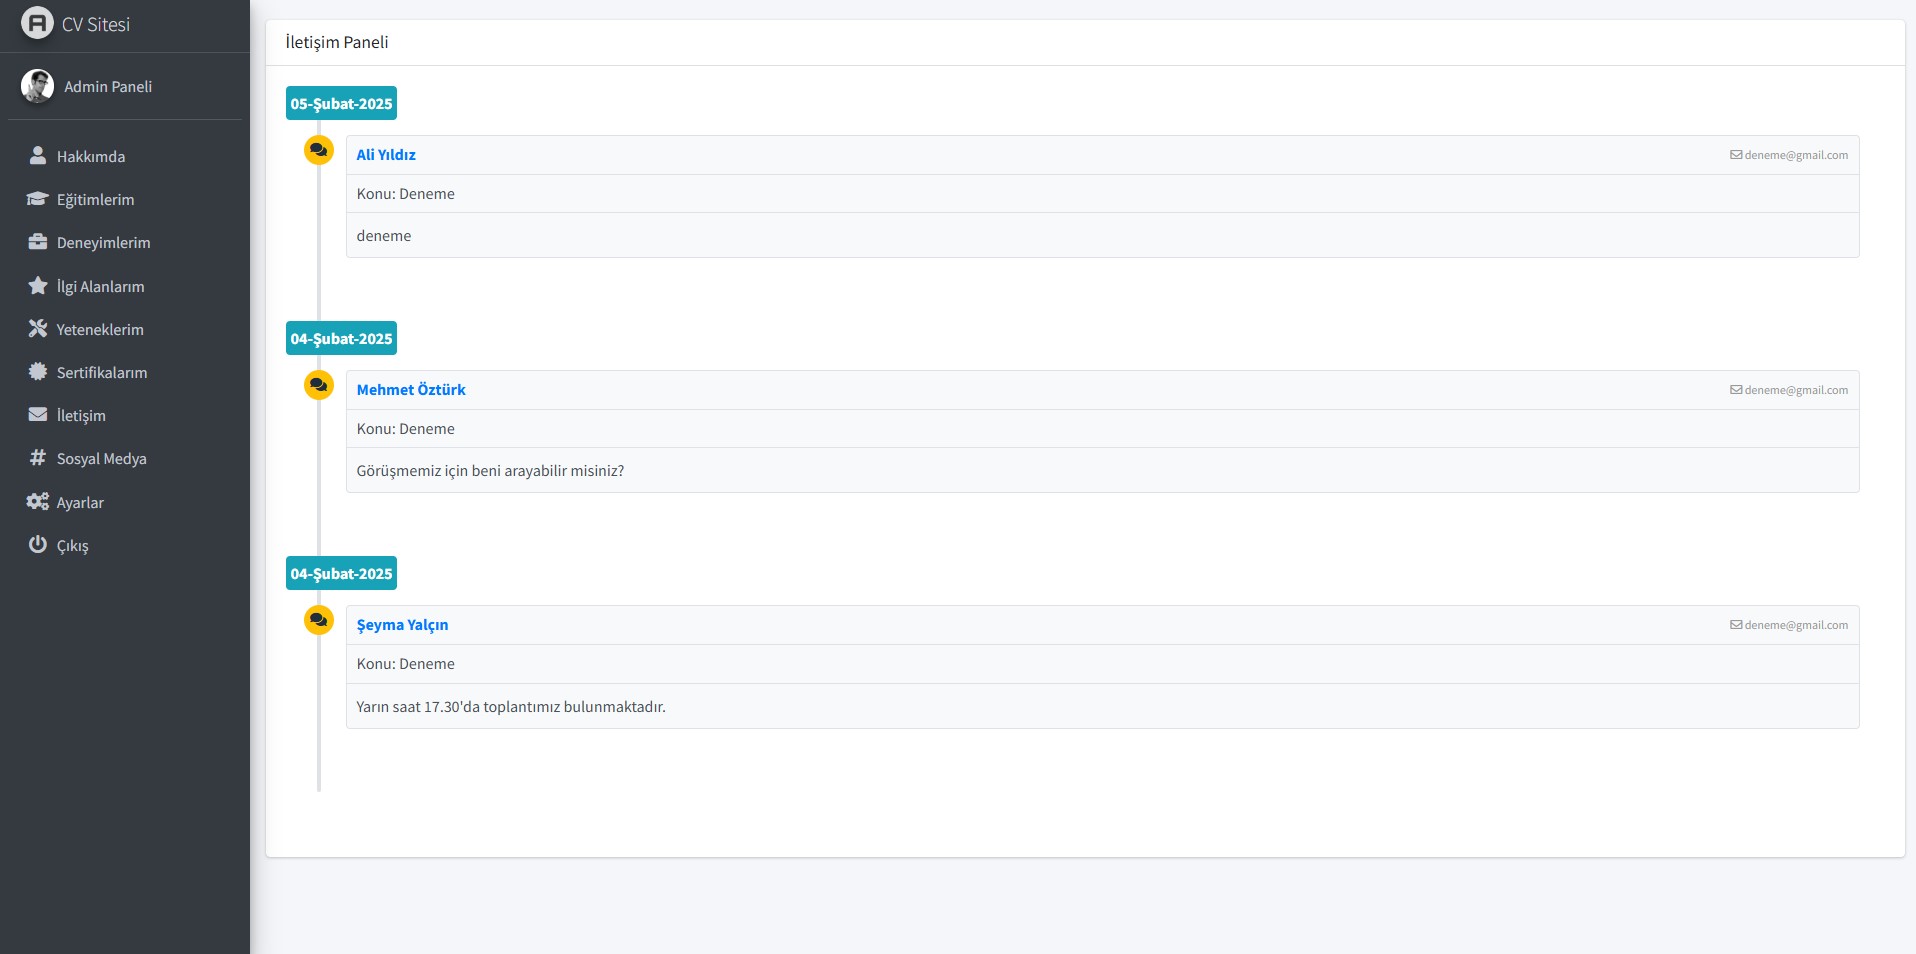 CV Sitesi
Admin Paneli
Hakkımda
Eğitimlerim
Deneyimlerim
İlgi Alanlarım
Yeteneklerim
Sertifikalarım
İletişim
Sosyal Medya
Ayarlar
Çıkış
İletişim Paneli
05-Şubat-2025
Ali Yıldız deneme@gmail.com
Konu: Deneme
deneme
04-Şubat-2025
Mehmet Öztürk deneme@gmail.com
Konu: Deneme
Görüşmemiz için beni arayabilir misiniz?
04-Şubat-2025
Şeyma Yalçın deneme@gmail.com
Konu: Deneme
Yarın saat 17.30'da toplantımız bulunmaktadır.